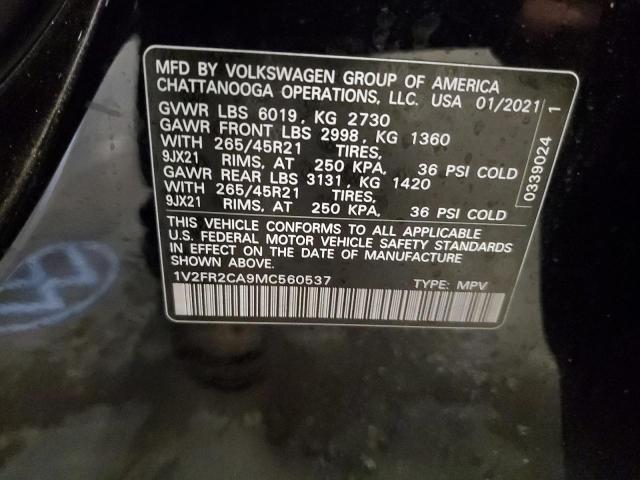 MFD BY VOLKSWAGEN GROUP OF AMERICA
CHATTANOOGA OPERATIONS, LLC. USA 01/2021
GVWR LBS 6019, KG 2730
GAWR FRONT LBS 2998, KG 1360
WITH 265/45R21 TIRES,
9JX21 RIMS, AT 250 KPA, 36 PSI COLD
GAWR REAR LBS 3131, KG 1420
WITH 265/45R21 TIRES,
9JX21 RIMS, AT 250 KPA, 36 PSI COLD
THIS VEHICLE CONFORMS TO ALL APPLICABLE
U.S. FEDERAL MOTOR VEHICLE SAFETY STANDARDS
IN EFFECT ON THE DATE OF MANUFACTURE
SHOWN ABOVE.
1V2FR2CA9MC560537
TYPE: MPV
0339024 1